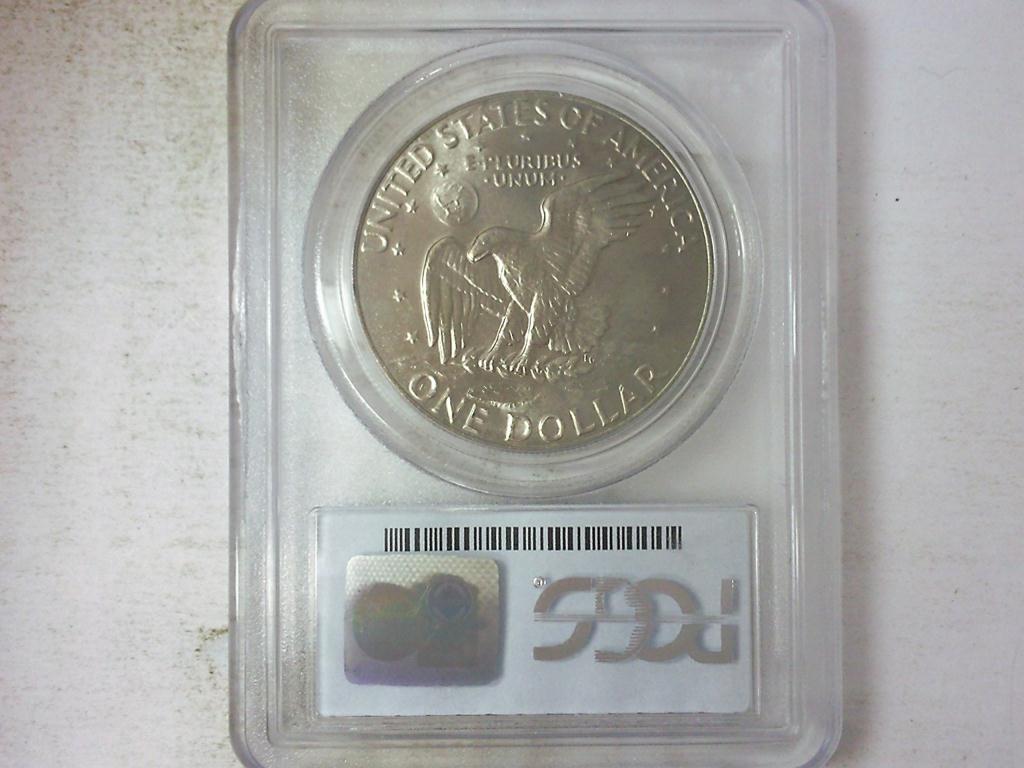 UNITED STATES OF AMERICA
E·PLURIBUS
·UNUM·
ONE DOLLAR
PCGS